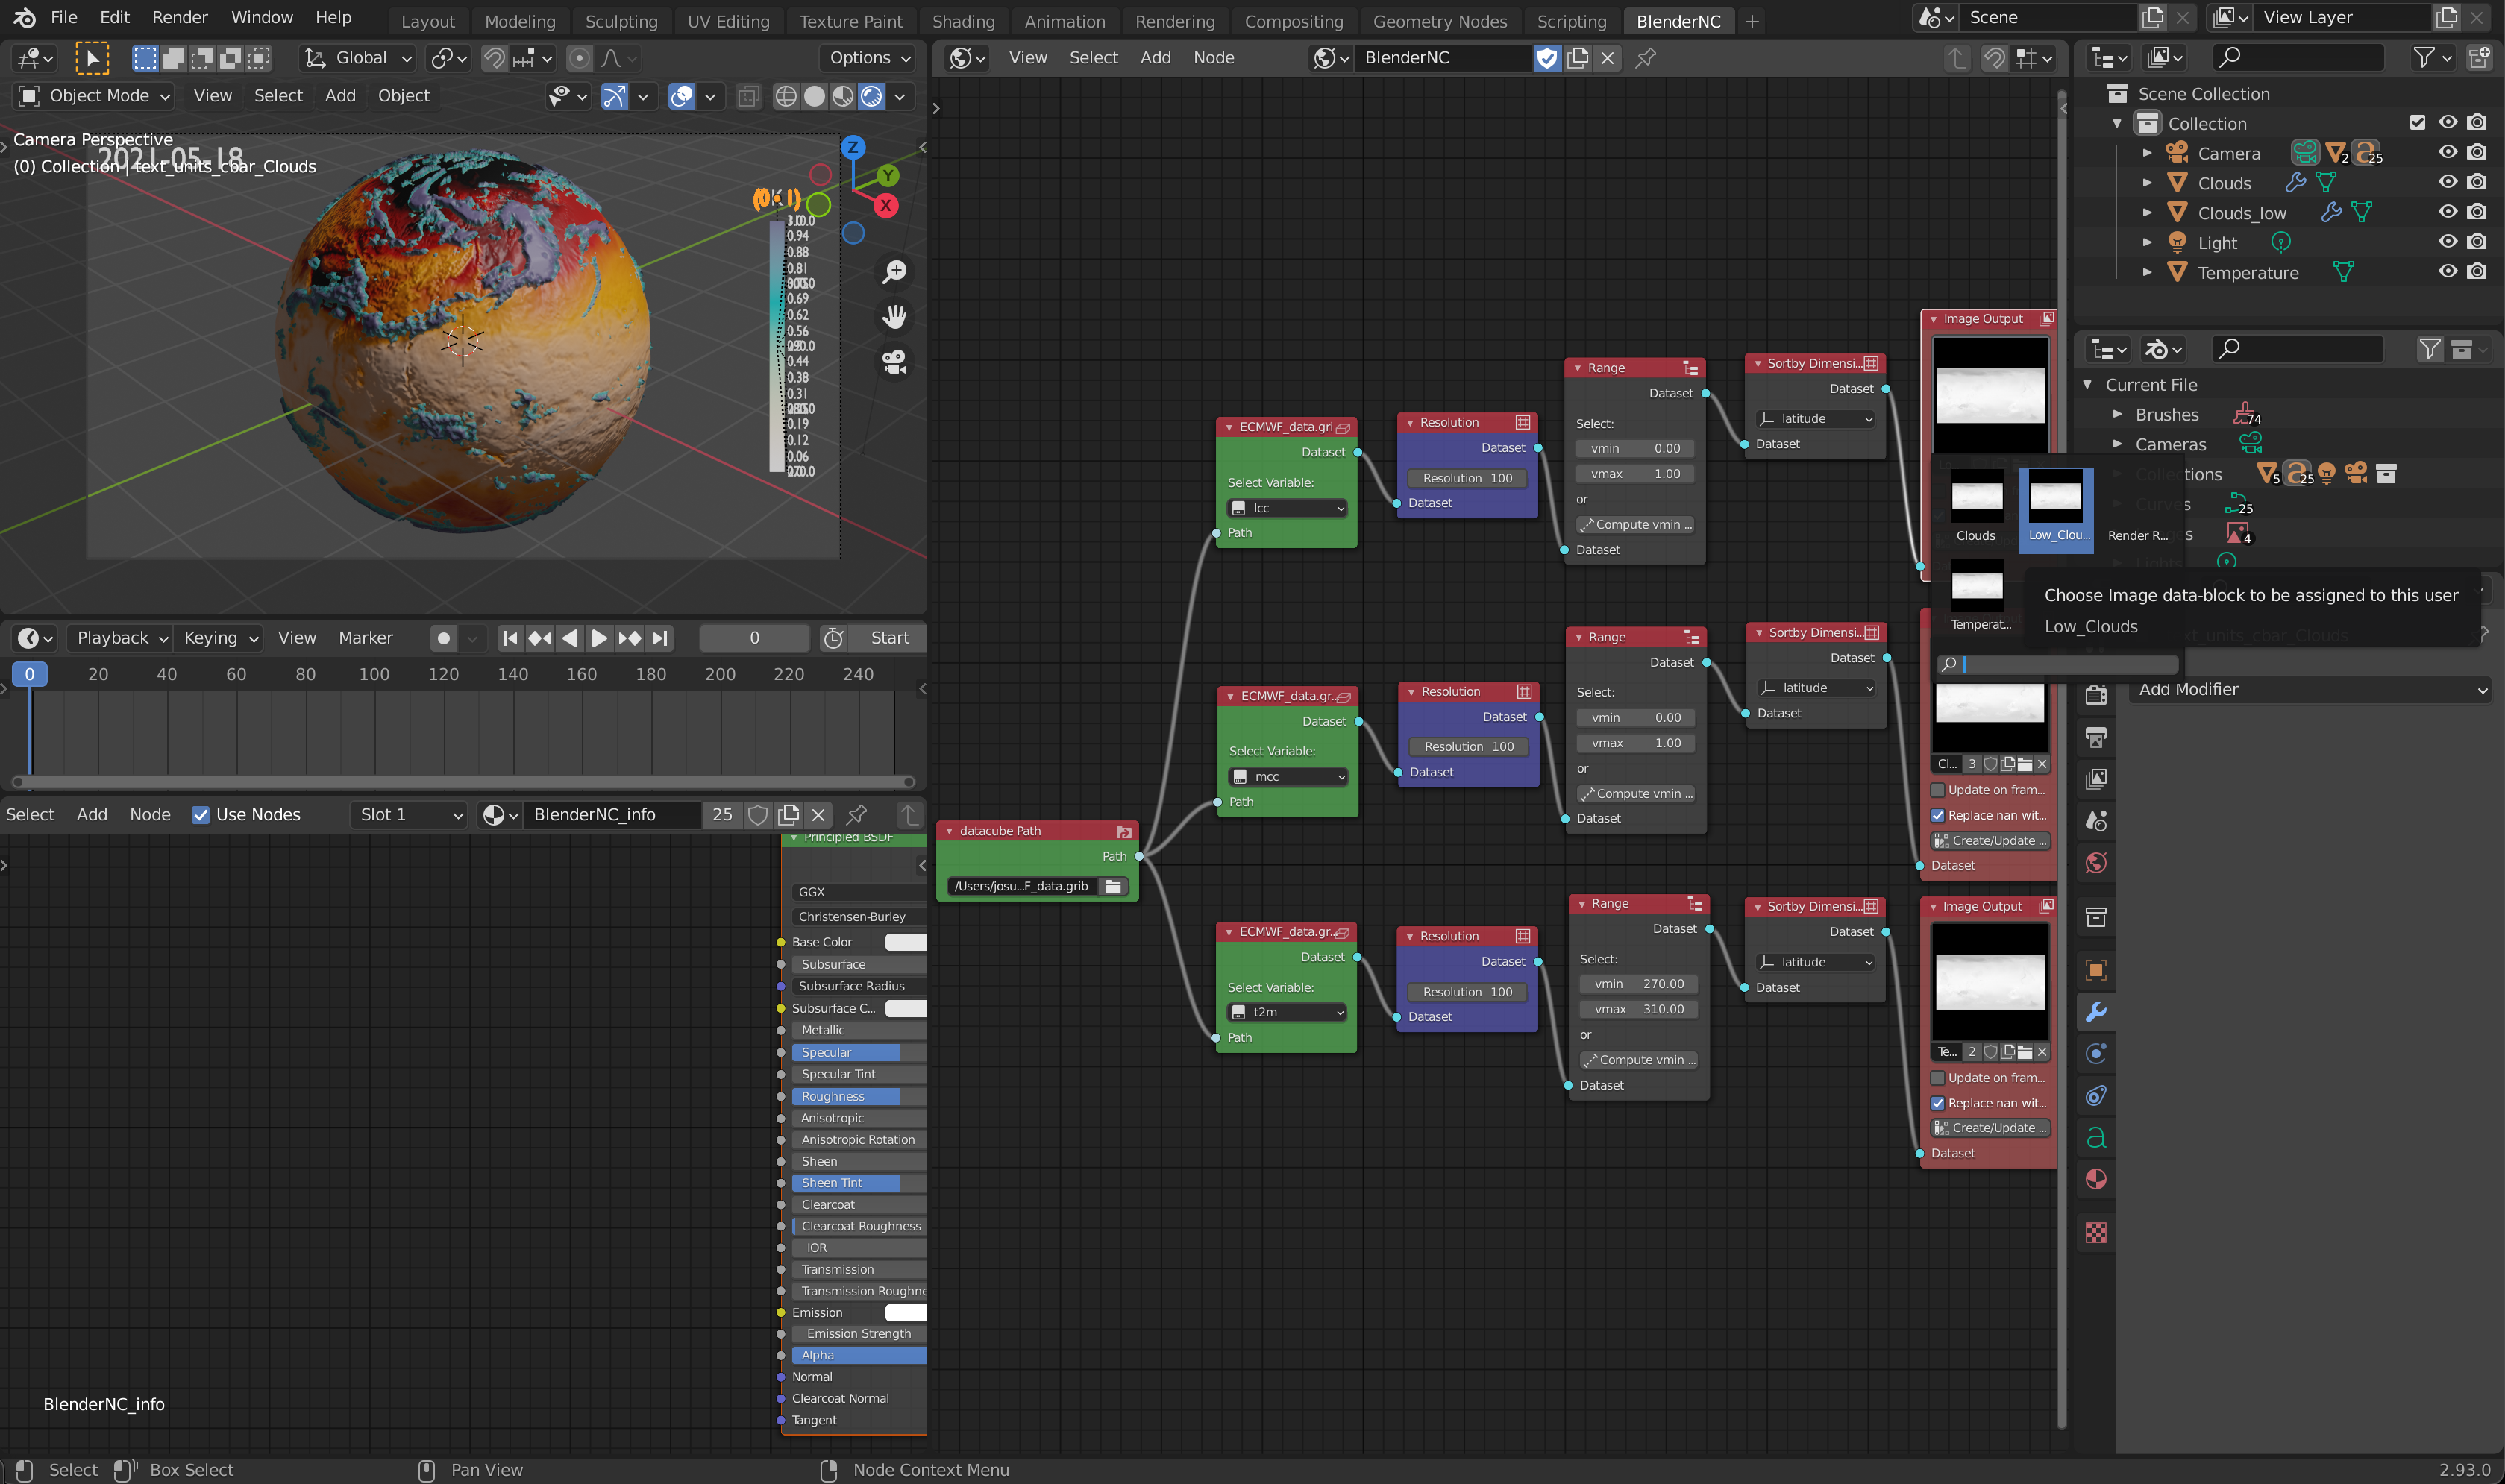 File Edit Render Window Help
Layout Modeling Sculpting UV Editing Texture Paint Shading Animation Rendering Compositing Geometry Nodes Scripting BlenderNC +
Scene
View Layer
Global
Options
View Select Add Node
BlenderNC
Object Mode View Select Add Object
Camera Perspective
2021-05-18
(0) Collection | text_units_cbar_Clouds
Z
Y
X
0.94
0.88
0.81
0.69
0.62
0.56
0.44
0.38
0.31
0.19
0.12
0.06
Scene Collection
Collection
Camera 2 25
Clouds
Clouds_low
Light
Temperature
Current File
Brushes 74
Cameras
5 25
25
4
Image Output
Clouds
Low_Clou...
Render R...
Temperat...
Choose Image data-block to be assigned to this user
Low_Clouds
Add Modifier
ECMWF_data.gri
Dataset
Select Variable:
lcc
Path
Resolution
Dataset
Resolution 100
Dataset
Range
Dataset
Select:
vmin 0.00
vmax 1.00
or
Compute vmin ...
Dataset
Sortby Dimensi...
Dataset
latitude
Dataset
ECMWF_data.gr...
Dataset
Select Variable:
mcc
Path
Resolution
Dataset
Resolution 100
Dataset
Range
Dataset
Select:
vmin 0.00
vmax 1.00
or
Compute vmin ...
Dataset
Sortby Dimensi...
Dataset
latitude
Dataset
Cl... 3
Update on fram...
Replace nan wit...
Create/Update ...
Dataset
datacube Path
Path
/Users/josu...F_data.grib
ECMWF_data.gr...
Dataset
Select Variable:
t2m
Path
Resolution
Dataset
Resolution 100
Dataset
Range
Dataset
Select:
vmin 270.00
vmax 310.00
or
Compute vmin ...
Dataset
Sortby Dimensi...
Dataset
latitude
Dataset
Image Output
Te... 2
Update on fram...
Replace nan wit...
Create/Update ...
Dataset
Playback Keying View Marker
0
Start
0 20 40 60 80 100 120 140 160 180 200 220 240
Select Add Node Use Nodes
Slot 1
BlenderNC_info 25
Principled BSDF
GGX
Christensen-Burley
Base Color
Subsurface
Subsurface Radius
Subsurface C...
Metallic
Specular
Specular Tint
Roughness
Anisotropic
Anisotropic Rotation
Sheen
Sheen Tint
Clearcoat
Clearcoat Roughness
IOR
Transmission
Transmission Roughne
Emission
Emission Strength
Alpha
Normal
Clearcoat Normal
Tangent
BlenderNC_info
Select Box Select Pan View Node Context Menu 2.93.0